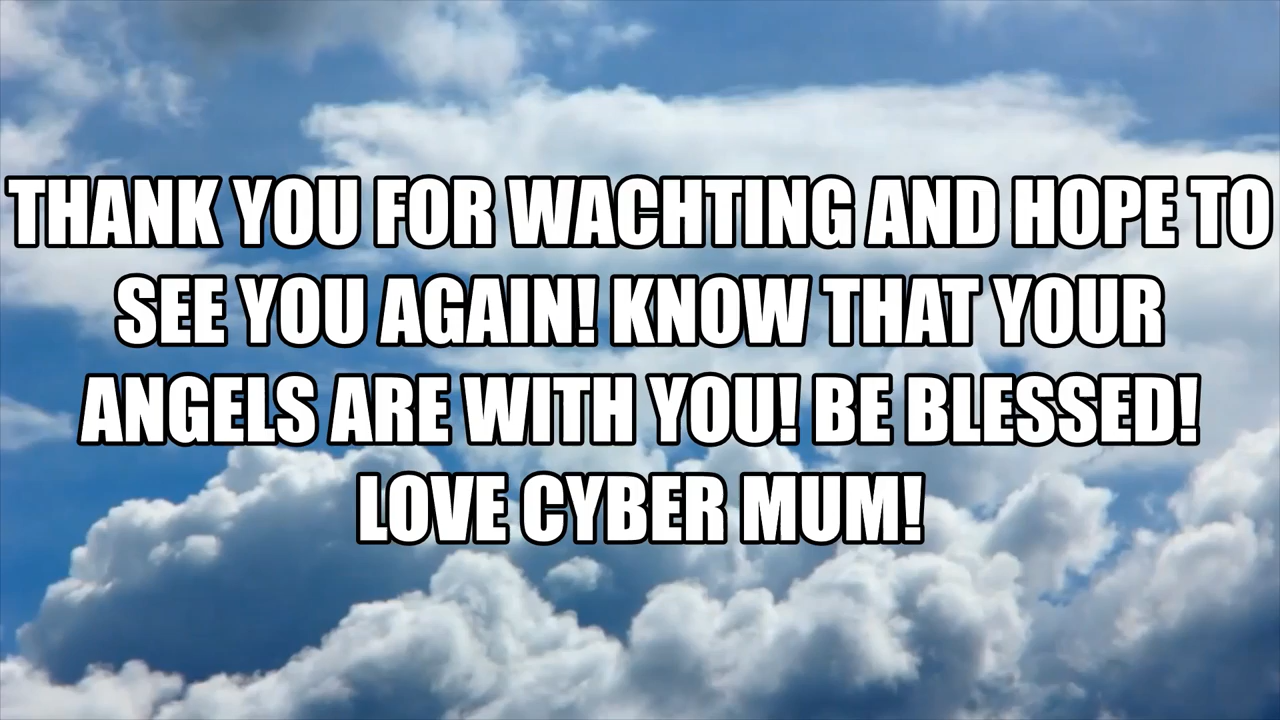 THANK YOU FOR WACHTING AND HOPE TO
SEE YOU AGAIN! KNOW THAT YOUR
ANGELS ARE WITH YOU! BE BLESSED!
LOVE CYBER MUM!